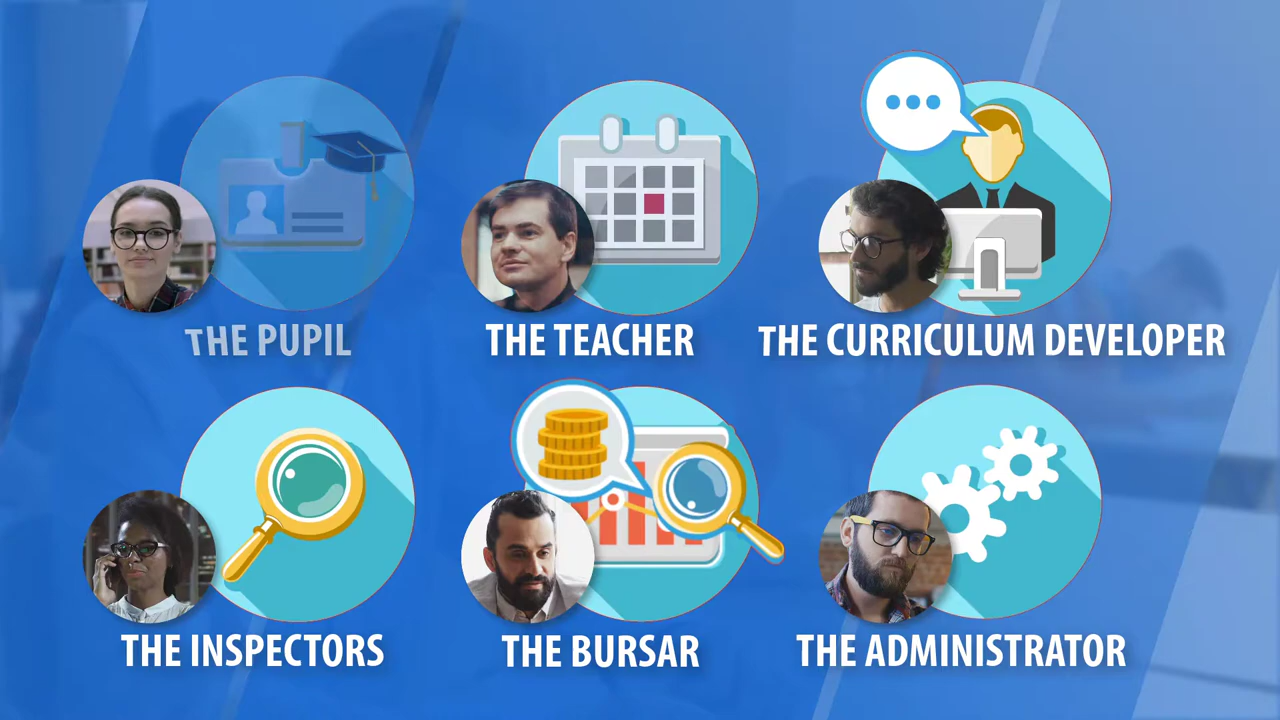 THE PUPIL
THE TEACHER
THE CURRICULUM DEVELOPER
THE INSPECTORS
THE BURSAR
THE ADMINISTRATOR